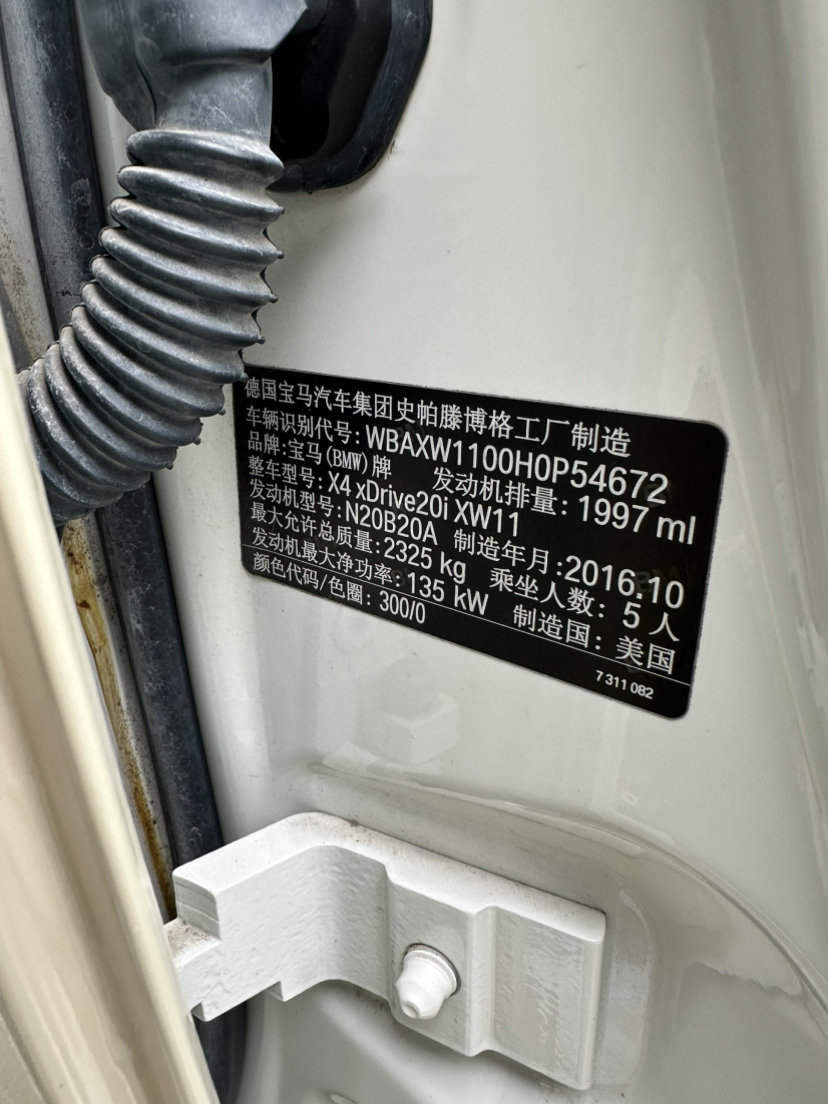 德国宝马汽车集团史帕滕博格工厂制造
车辆识别代号: WBAXW1100H0P54672
品牌: 宝马(BMW)牌 发动机排量: 1997 ml
整车型号: X4 xDrive20i XW11
发动机型号: N20B20A 制造年月: 2016.10
最大允许总质量: 2325 kg 乘坐人数: 5 人
发动机最大净功率: 135 kW 制造国: 美国
颜色代码/色圈: 300/0
7 311 082